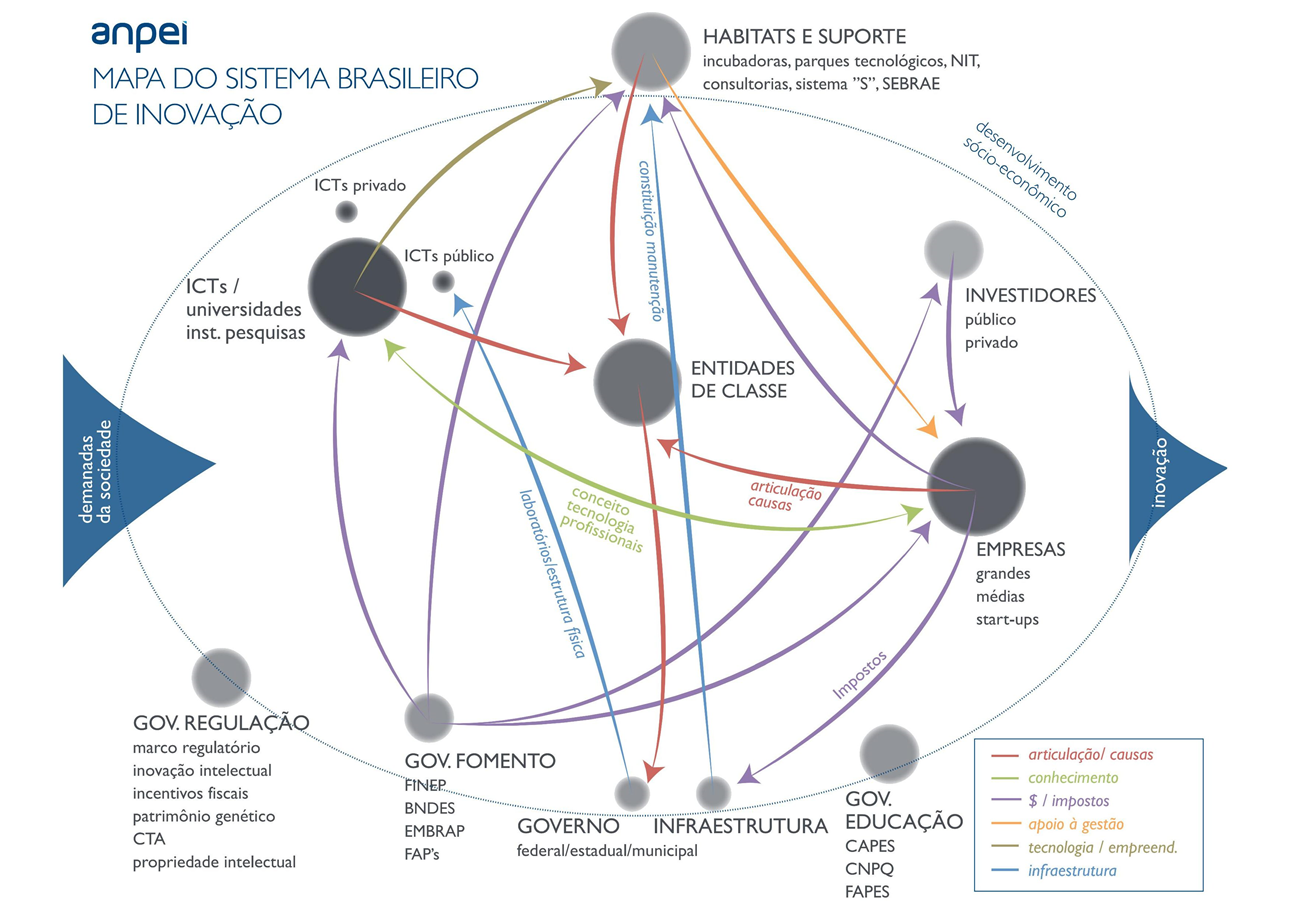 anpei
MAPA DO SISTEMA BRASILEIRO
DE INOVAÇÃO
HABITATS E SUPORTE
incubadoras, parques tecnológicos, NIT,
consultorias, sistema ”S”, SEBRAE
desenvolvimento
sócio-econômico
ICTs privado
ICTs público
ICTs /
universidades
inst. pesquisas
constituição manutenção
INVESTIDORES
público
privado
ENTIDADES
DE CLASSE
demanadas
da sociedade
inovação
articulação
causas
conceito
tecnologia
profissionais
laboratórios/estrutura física
EMPRESAS
grandes
médias
start-ups
Impostos
GOV. REGULAÇÃO
marco regulatório
inovação intelectual
incentivos fiscais
patrimônio genético
CTA
propriedade intelectual
GOV. FOMENTO
FINEP
BNDES
EMBRAP
FAP’s
GOVERNO
INFRAESTRUTURA
federal/estadual/municipal
GOV.
EDUCAÇÃO
CAPES
CNPQ
FAPES
articulação/ causas
conhecimento
$ / impostos
apoio à gestão
tecnologia / empreend.
infraestrutura